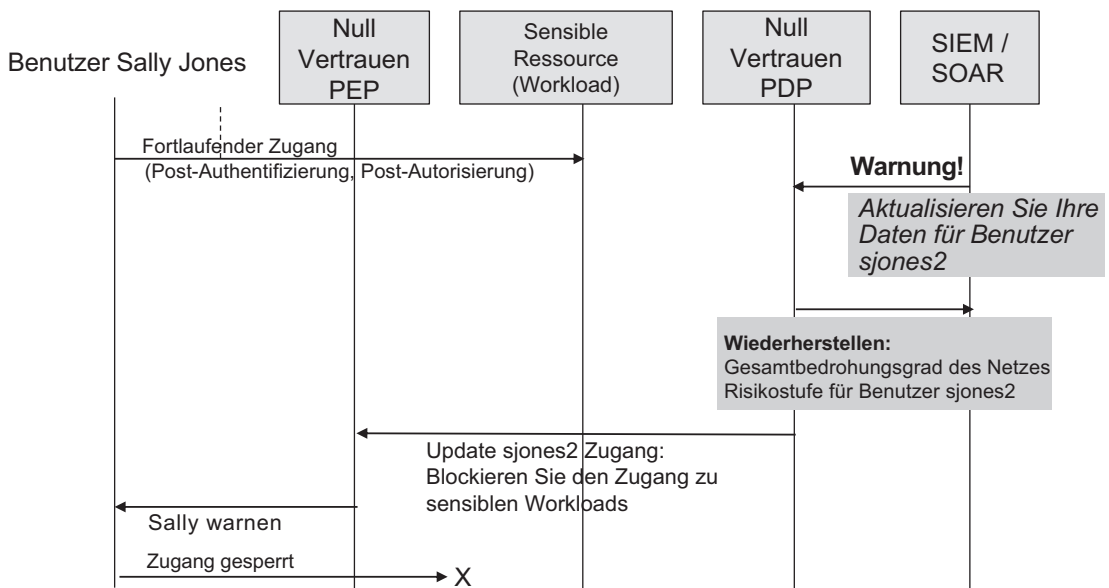 Benutzer Sally Jones
Null
Vertrauen
PEP
Sensible
Ressource
(Workload)
Null
Vertrauen
PDP
SIEM /
SOAR
Fortlaufender Zugang
(Post-Authentifizierung, Post-Autorisierung)
Warnung!
Aktualisieren Sie Ihre
Daten für Benutzer
sjones2
Wiederherstellen:
Gesamtbedrohungsgrad des Netzes
Risikostufe für Benutzer sjones2
Update sjones2 Zugang:
Blockieren Sie den Zugang zu
sensiblen Workloads
Sally warnen
Zugang gesperrt
X